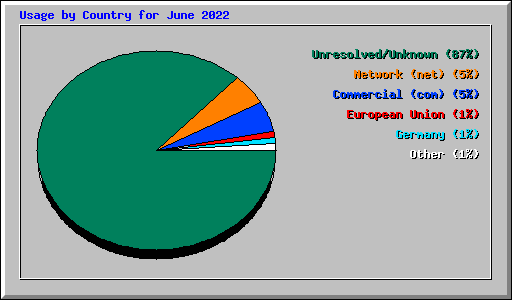 Usage by Country for June 2022
Unresolved/Unknown (87%)
Network (net) (5%)
Commercial (com) (5%)
European Union (1%)
Germany (1%)
Other (1%)